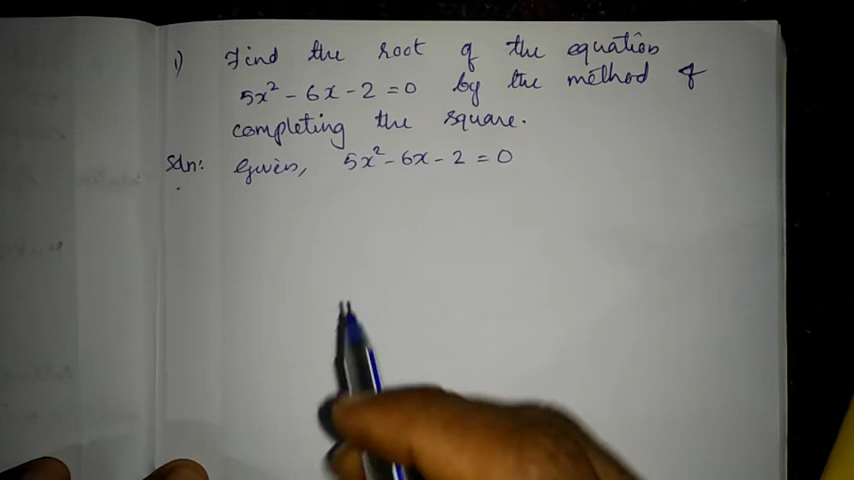 1) Find the root of the equation
5x² - 6x - 2 = 0 by the method of
completing the square.
Soln: Given, 5x² - 6x - 2 = 0